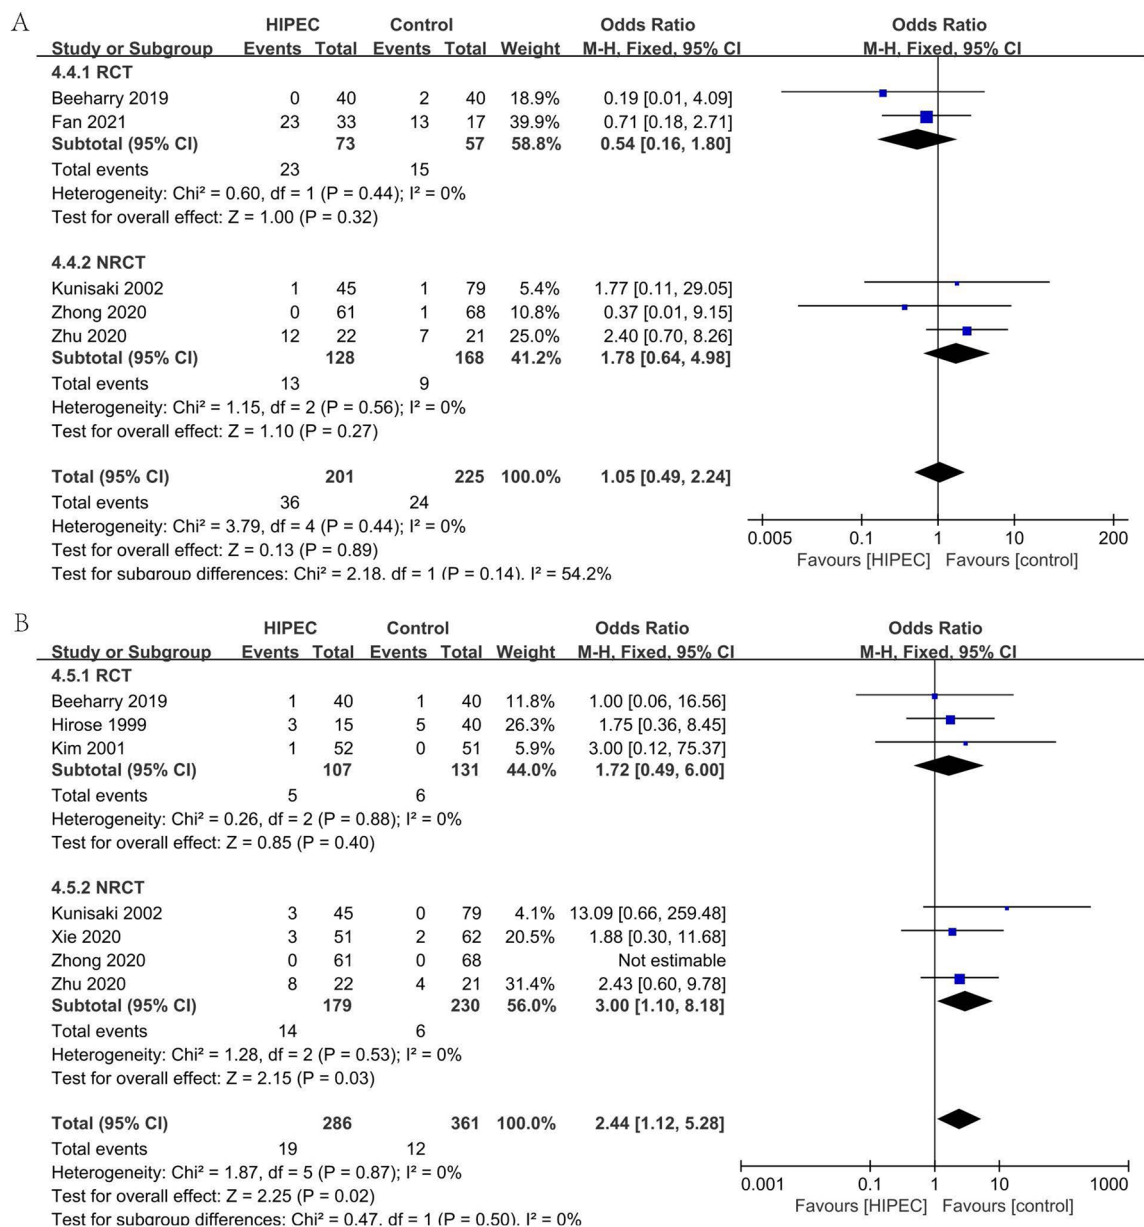 A
HIPEC Control Odds Ratio Odds Ratio
Study or Subgroup Events Total Events Total Weight M-H, Fixed, 95% CI M-H, Fixed, 95% CI
4.4.1 RCT
Beeharry 2019 0 40 2 40 18.9% 0.19 [0.01, 4.09]
Fan 2021 23 33 13 17 39.9% 0.71 [0.18, 2.71]
Subtotal (95% CI) 73 57 58.8% 0.54 [0.16, 1.80]
Total events 23 15
Heterogeneity: Chi² = 0.60, df = 1 (P = 0.44); I² = 0%
Test for overall effect: Z = 1.00 (P = 0.32)
4.4.2 NRCT
Kunisaki 2002 1 45 1 79 5.4% 1.77 [0.11, 29.05]
Zhong 2020 0 61 1 68 10.8% 0.37 [0.01, 9.15]
Zhu 2020 12 22 7 21 25.0% 2.40 [0.70, 8.26]
Subtotal (95% CI) 128 168 41.2% 1.78 [0.64, 4.98]
Total events 13 9
Heterogeneity: Chi² = 1.15, df = 2 (P = 0.56); I² = 0%
Test for overall effect: Z = 1.10 (P = 0.27)
Total (95% CI) 201 225 100.0% 1.05 [0.49, 2.24]
Total events 36 24
Heterogeneity: Chi² = 3.79, df = 4 (P = 0.44); I² = 0%
Test for overall effect: Z = 0.13 (P = 0.89)
Test for subgroup differences: Chi² = 2.18, df = 1 (P = 0.14), I² = 54.2%
0.005 0.1 1 10 200
Favours [HIPEC] Favours [control]
B
HIPEC Control Odds Ratio Odds Ratio
Study or Subgroup Events Total Events Total Weight M-H, Fixed, 95% CI M-H, Fixed, 95% CI
4.5.1 RCT
Beeharry 2019 1 40 1 40 11.8% 1.00 [0.06, 16.56]
Hirose 1999 3 15 5 40 26.3% 1.75 [0.36, 8.45]
Kim 2001 1 52 0 51 5.9% 3.00 [0.12, 75.37]
Subtotal (95% CI) 107 131 44.0% 1.72 [0.49, 6.00]
Total events 5 6
Heterogeneity: Chi² = 0.26, df = 2 (P = 0.88); I² = 0%
Test for overall effect: Z = 0.85 (P = 0.40)
4.5.2 NRCT
Kunisaki 2002 3 45 0 79 4.1% 13.09 [0.66, 259.48]
Xie 2020 3 51 2 62 20.5% 1.88 [0.30, 11.68]
Zhong 2020 0 61 0 68 Not estimable
Zhu 2020 8 22 4 21 31.4% 2.43 [0.60, 9.78]
Subtotal (95% CI) 179 230 56.0% 3.00 [1.10, 8.18]
Total events 14 6
Heterogeneity: Chi² = 1.28, df = 2 (P = 0.53); I² = 0%
Test for overall effect: Z = 2.15 (P = 0.03)
Total (95% CI) 286 361 100.0% 2.44 [1.12, 5.28]
Total events 19 12
Heterogeneity: Chi² = 1.87, df = 5 (P = 0.87); I² = 0%
Test for overall effect: Z = 2.25 (P = 0.02)
Test for subgroup differences: Chi² = 0.47, df = 1 (P = 0.50), I² = 0%
0.001 0.1 1 10 1000
Favours [HIPEC] Favours [control]